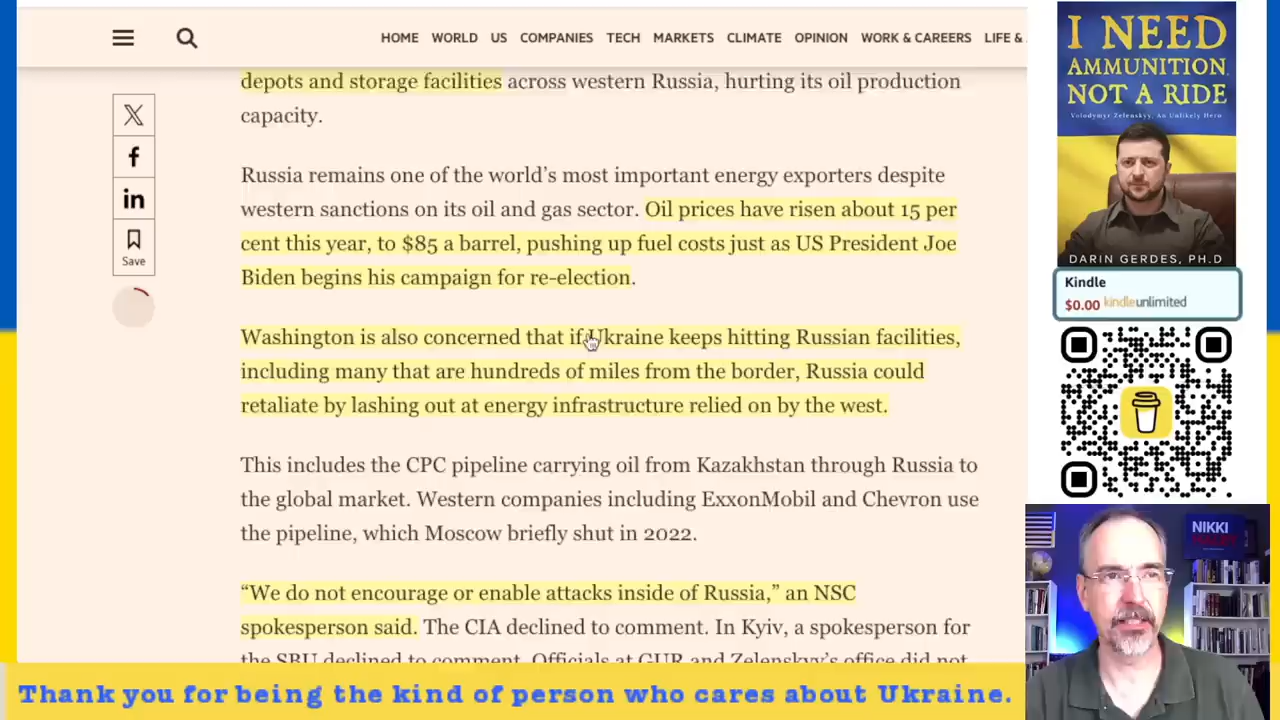 HOME WORLD US COMPANIES TECH MARKETS CLIMATE OPINION WORK & CAREERS LIFE &
depots and storage facilities across western Russia, hurting its oil production
capacity.
Russia remains one of the world's most important energy exporters despite
western sanctions on its oil and gas sector. Oil prices have risen about 15 per
cent this year, to $85 a barrel, pushing up fuel costs just as US President Joe
Biden begins his campaign for re-election.
Washington is also concerned that if Ukraine keeps hitting Russian facilities,
including many that are hundreds of miles from the border, Russia could
retaliate by lashing out at energy infrastructure relied on by the west.
This includes the CPC pipeline carrying oil from Kazakhstan through Russia to
the global market. Western companies including ExxonMobil and Chevron use
the pipeline, which Moscow briefly shut in 2022.
“We do not encourage or enable attacks inside of Russia,” an NSC
spokesperson said. The CIA declined to comment. In Kyiv, a spokesperson for
the SBU declined to comment. Officials at GUR and Zelenskyy's office did not
X
f
in
Save
I NEED
AMMUNITION,
NOT A RIDE
Volodymyr Zelenskyy, An Unlikely Hero
DARIN GERDES, PH.D
Kindle
$0.00 kindleunlimited
NIKKI
HALEY
Thank you for being the kind of person who cares about Ukraine.